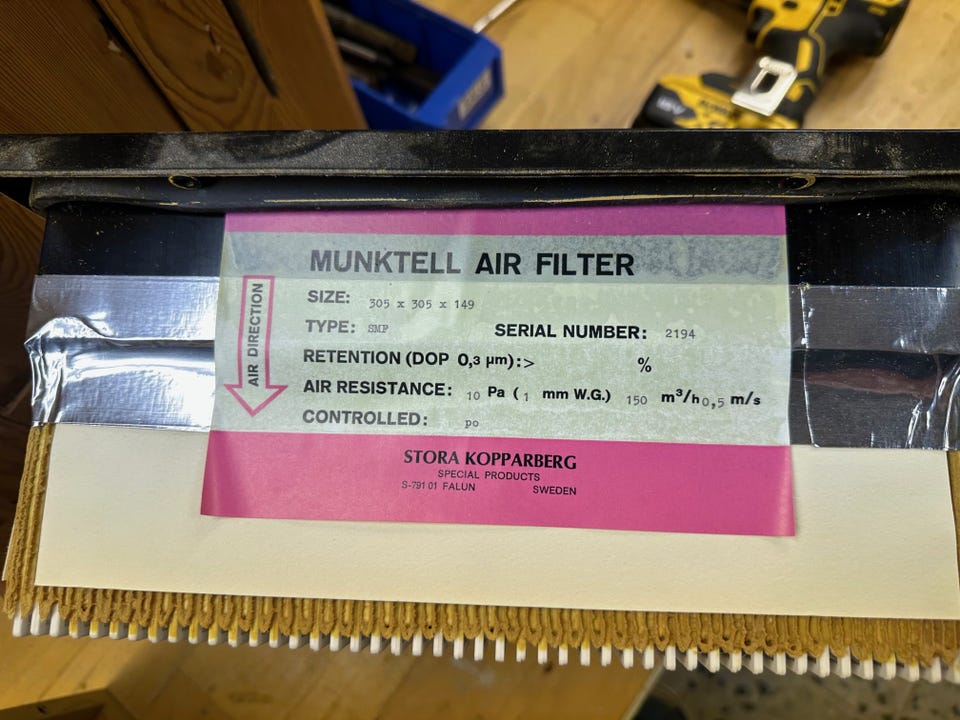 MUNKTELL AIR FILTER
AIR DIRECTION
SIZE: 305 x 305 x 149
TYPE: SMP SERIAL NUMBER: 2194
RETENTION (DOP 0,3 µm):> %
AIR RESISTANCE: 10 Pa (1 mm W.G.) 150 m³/h 0,5 m/s
CONTROLLED: po
STORA KOPPARBERG
SPECIAL PRODUCTS
S-791 01 FALUN SWEDEN